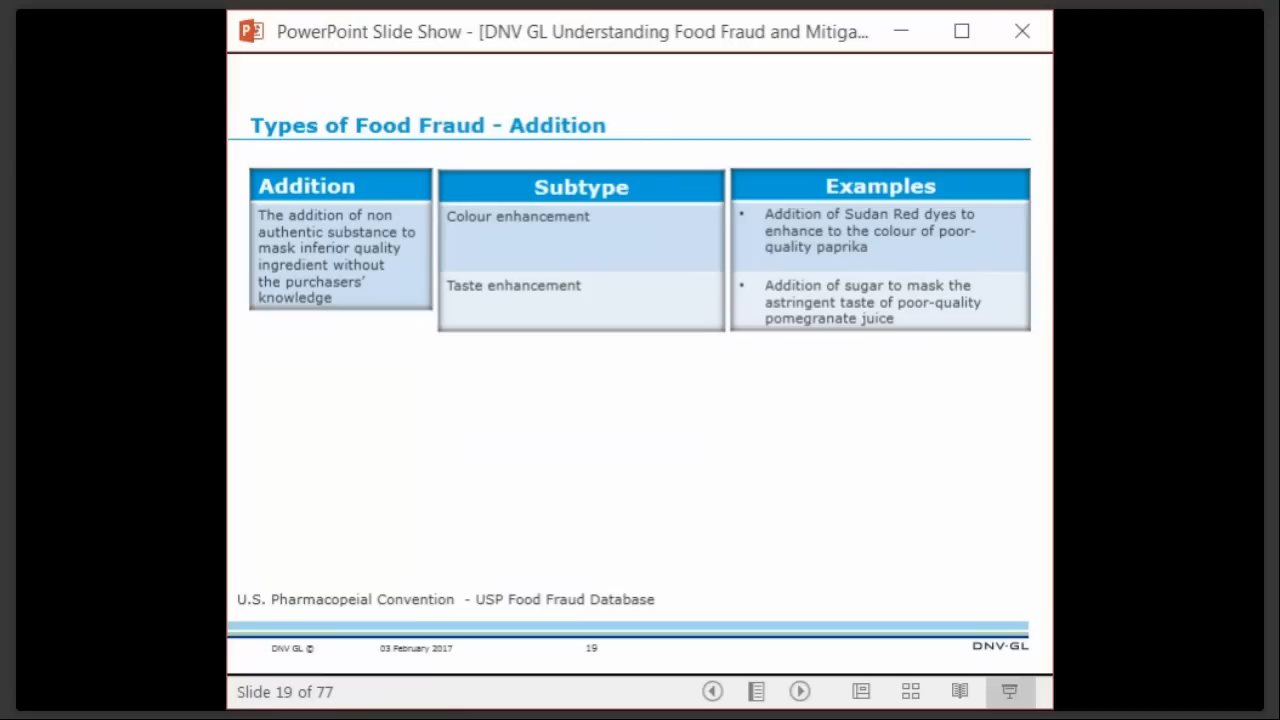 PowerPoint Slide Show - [DNV GL Understanding Food Fraud and Mitiga...
Types of Food Fraud - Addition
Addition
The addition of non
authentic substance to
mask inferior quality
ingredient without
the purchasers'
knowledge
Subtype
Colour enhancement
Taste enhancement
Examples
• Addition of Sudan Red dyes to
enhance to the colour of poor-
quality paprika
• Addition of sugar to mask the
astringent taste of poor-quality
pomegranate juice
U.S. Pharmacopeial Convention - USP Food Fraud Database
DNV GL ©
03 February 2017
19
DNV·GL
Slide 19 of 77